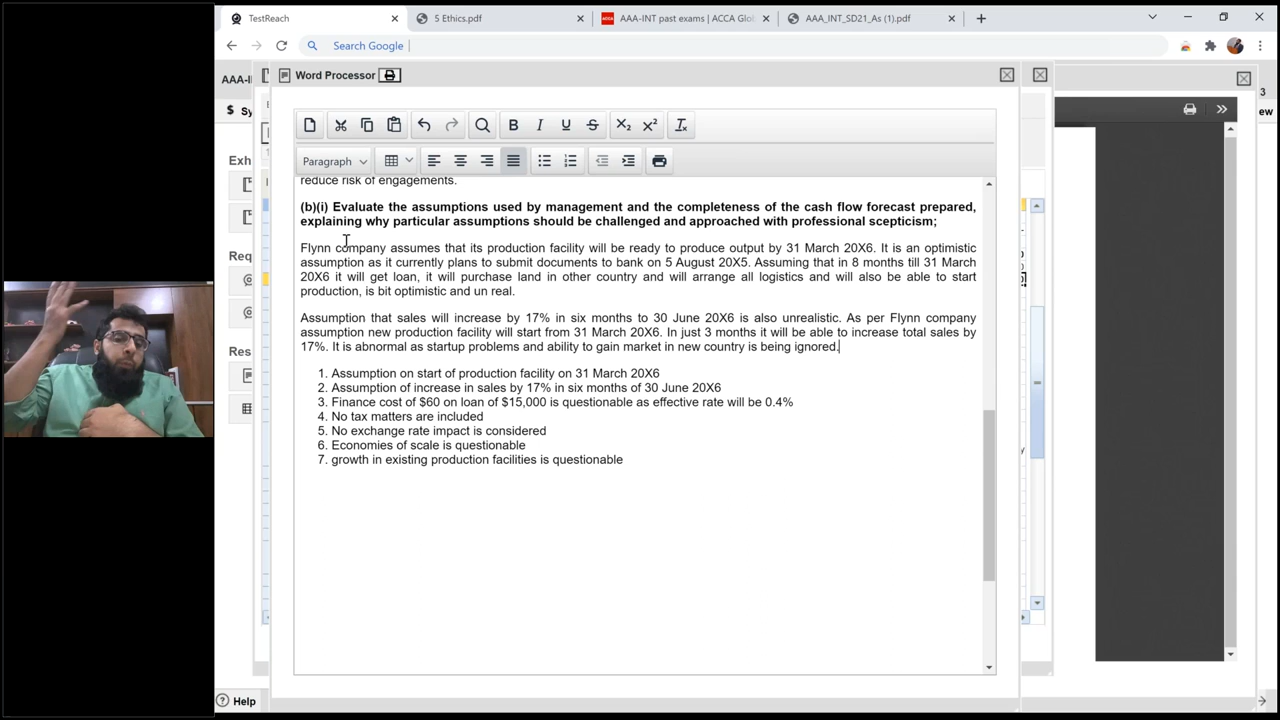 TestReach
5 Ethics.pdf
AAA-INT past exams | ACCA Glo
AAA_INT_SD21_As (1).pdf
Search Google
AAA-I
Word Processor
3
$ Sy
ew
Paragraph
Exh
reduce risk of engagements.
(b)(i) Evaluate the assumptions used by management and the completeness of the cash flow forecast prepared,
explaining why particular assumptions should be challenged and approached with professional scepticism;
Flynn company assumes that its production facility will be ready to produce output by 31 March 20X6. It is an optimistic
assumption as it currently plans to submit documents to bank on 5 August 20X5. Assuming that in 8 months till 31 March
20X6 it will get loan, it will purchase land in other country and will arrange all logistics and will also be able to start
production, is bit optimistic and un real.
Req
Assumption that sales will increase by 17% in six months to 30 June 20X6 is also unrealistic. As per Flynn company
assumption new production facility will start from 31 March 20X6. In just 3 months it will be able to increase total sales by
17%. It is abnormal as startup problems and ability to gain market in new country is being ignored.
Res
1. Assumption on start of production facility on 31 March 20X6
2. Assumption of increase in sales by 17% in six months of 30 June 20X6
3. Finance cost of $60 on loan of $15,000 is questionable as effective rate will be 0.4%
4. No tax matters are included
5. No exchange rate impact is considered
6. Economies of scale is questionable
7. growth in existing production facilities is questionable
Help